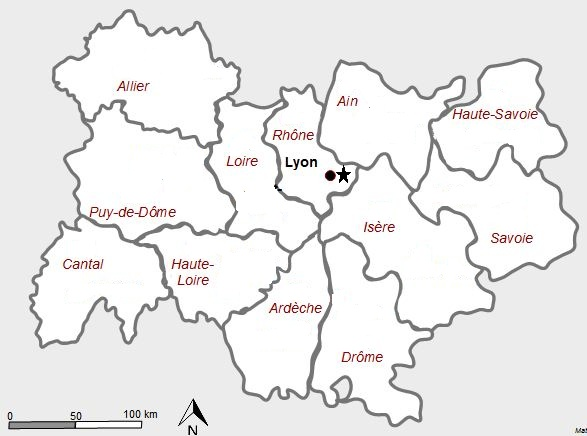 Allier
Ain
Haute-Savoie
Rhône
Loire
Lyon
Puy-de-Dôme
Isère
Savoie
Cantal
Haute-
Loire
Ardèche
Drôme
0 50 100 km
N